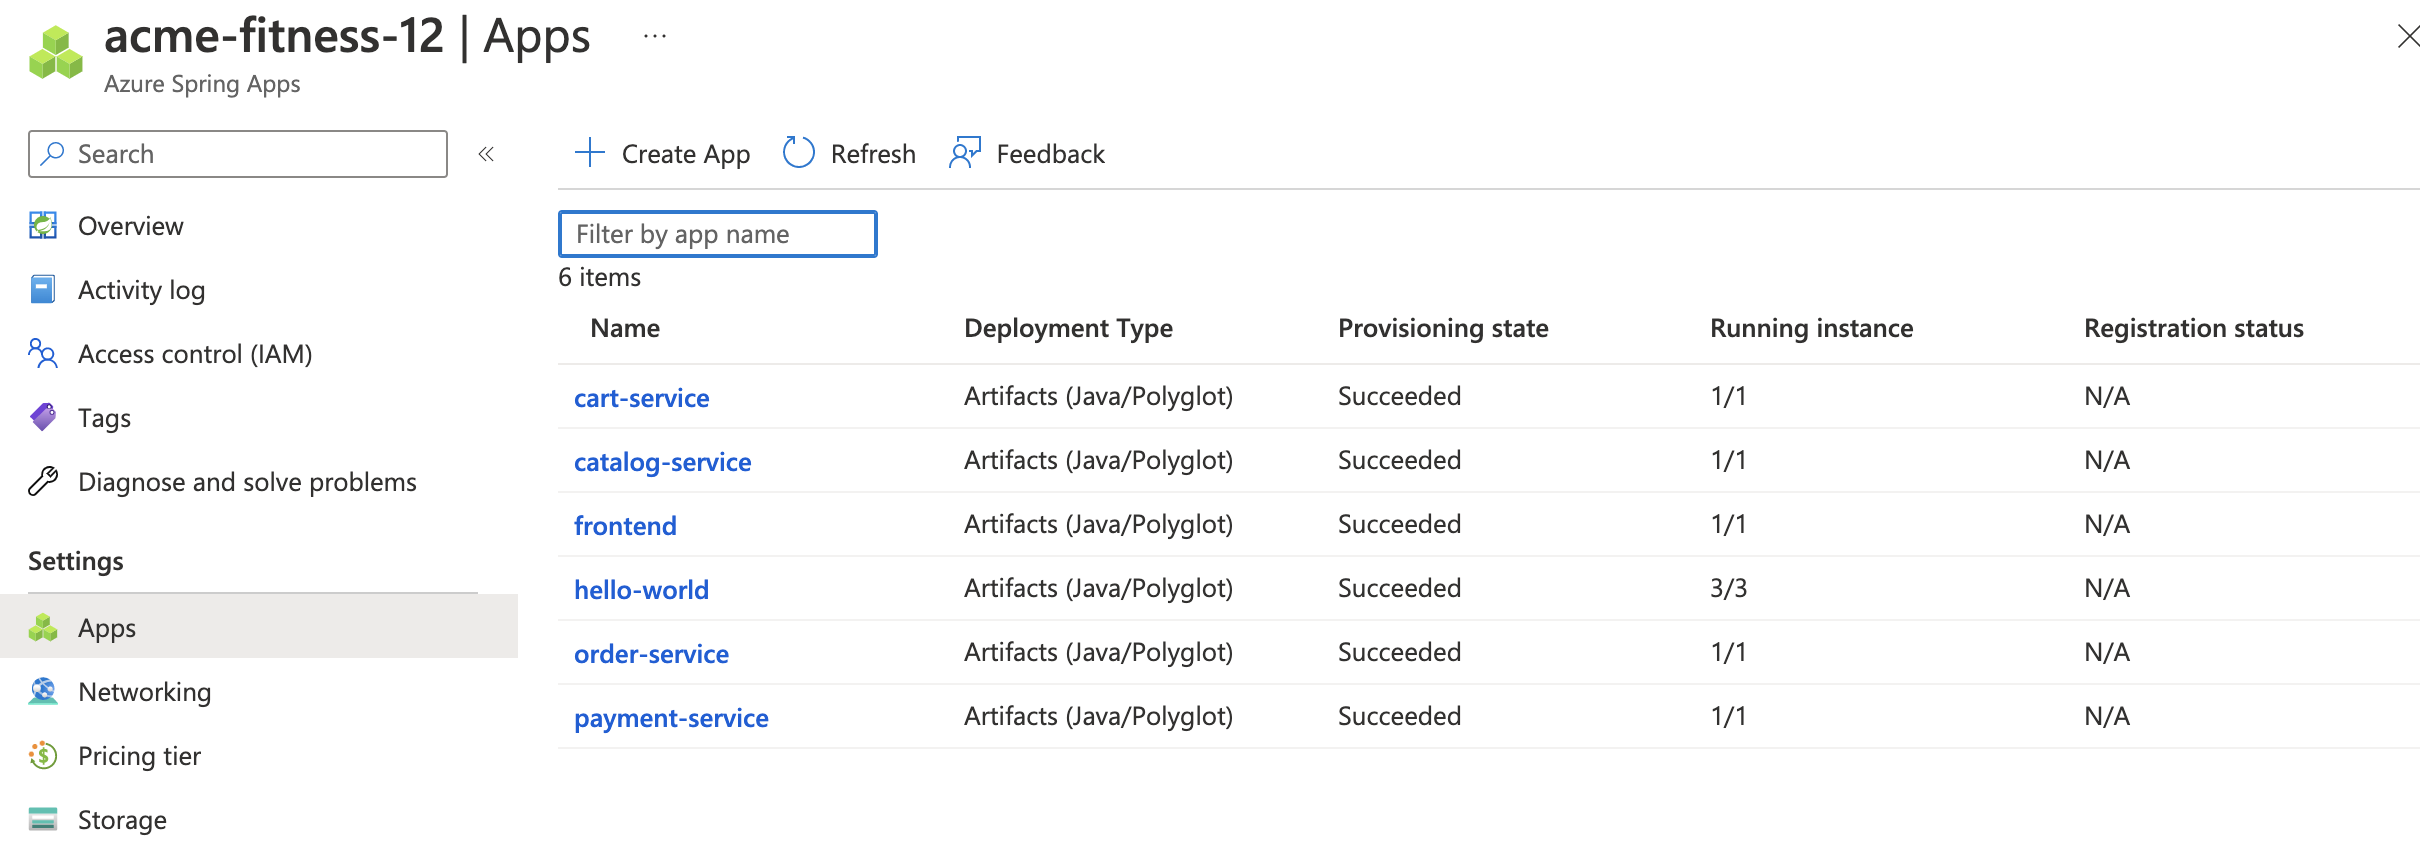 acme-fitness-12 | Apps ...
Azure Spring Apps
Search «
Create App Refresh Feedback
Overview
Activity log
Access control (IAM)
Tags
Diagnose and solve problems
Settings
Apps
Networking
Pricing tier
Storage
Filter by app name
6 items
Name Deployment Type Provisioning state Running instance Registration status
cart-service Artifacts (Java/Polyglot) Succeeded 1/1 N/A
catalog-service Artifacts (Java/Polyglot) Succeeded 1/1 N/A
frontend Artifacts (Java/Polyglot) Succeeded 1/1 N/A
hello-world Artifacts (Java/Polyglot) Succeeded 3/3 N/A
order-service Artifacts (Java/Polyglot) Succeeded 1/1 N/A
payment-service Artifacts (Java/Polyglot) Succeeded 1/1 N/A